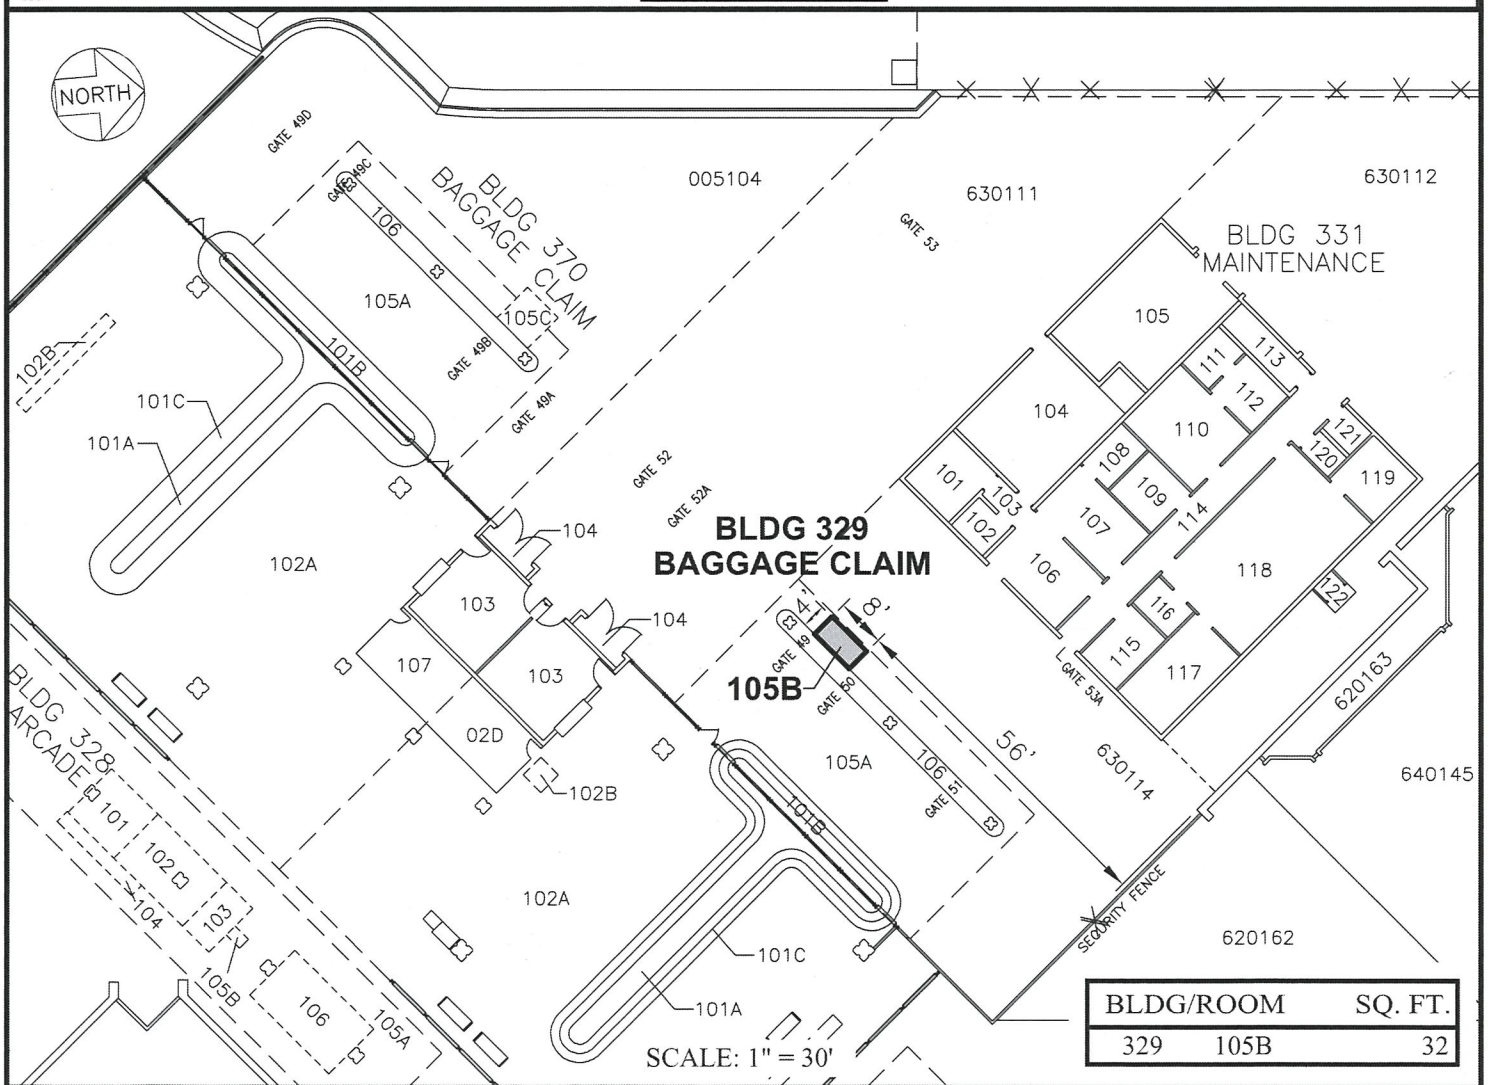 NORTH
GATE 49D
GATE 49C
106
BLDG 370
BAGGAGE CLAIM
005104
630111
630112
GATE 53
BLDG 331
MAINTENANCE
105A
105C
GATE 49B
101B
GATE 49A
102B
101C
101A
105
113
111
112
104
110
121
120
119
108
101
103
109
102
107
114
106
118
116
122
115
117
GATE 52
GATE 52A
BLDG 329
BAGGAGE CLAIM
104
102A
103
104
103
107
02D
102B
4'
8'
GATE 49
105B
GATE 50
56'
GATE 53A
620163
630114
640145
105A
106
GATE 51
101B
BLDG 328
ARCADE
101
102
104
103
105B
106
105A
102A
101C
101A
SECURITY FENCE
620162
SCALE: 1" = 30'
BLDG/ROOM SQ. FT.
329 105B 32